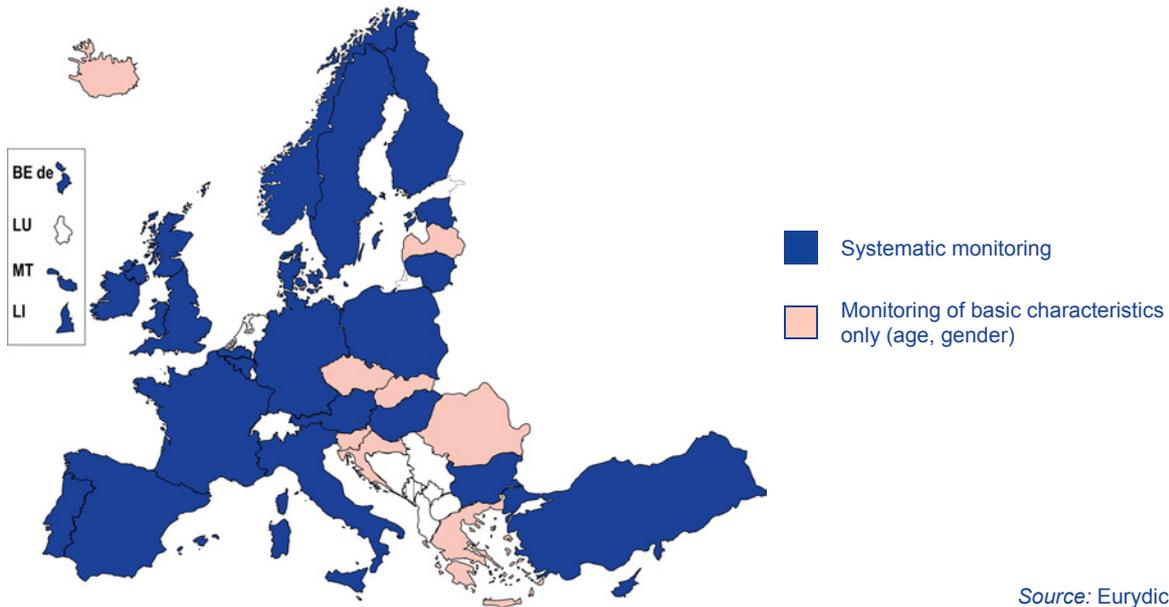 BE de
LU
MT
LI
Systematic monitoring
Monitoring of basic characteristics
only (age, gender)
Source: Eurydic